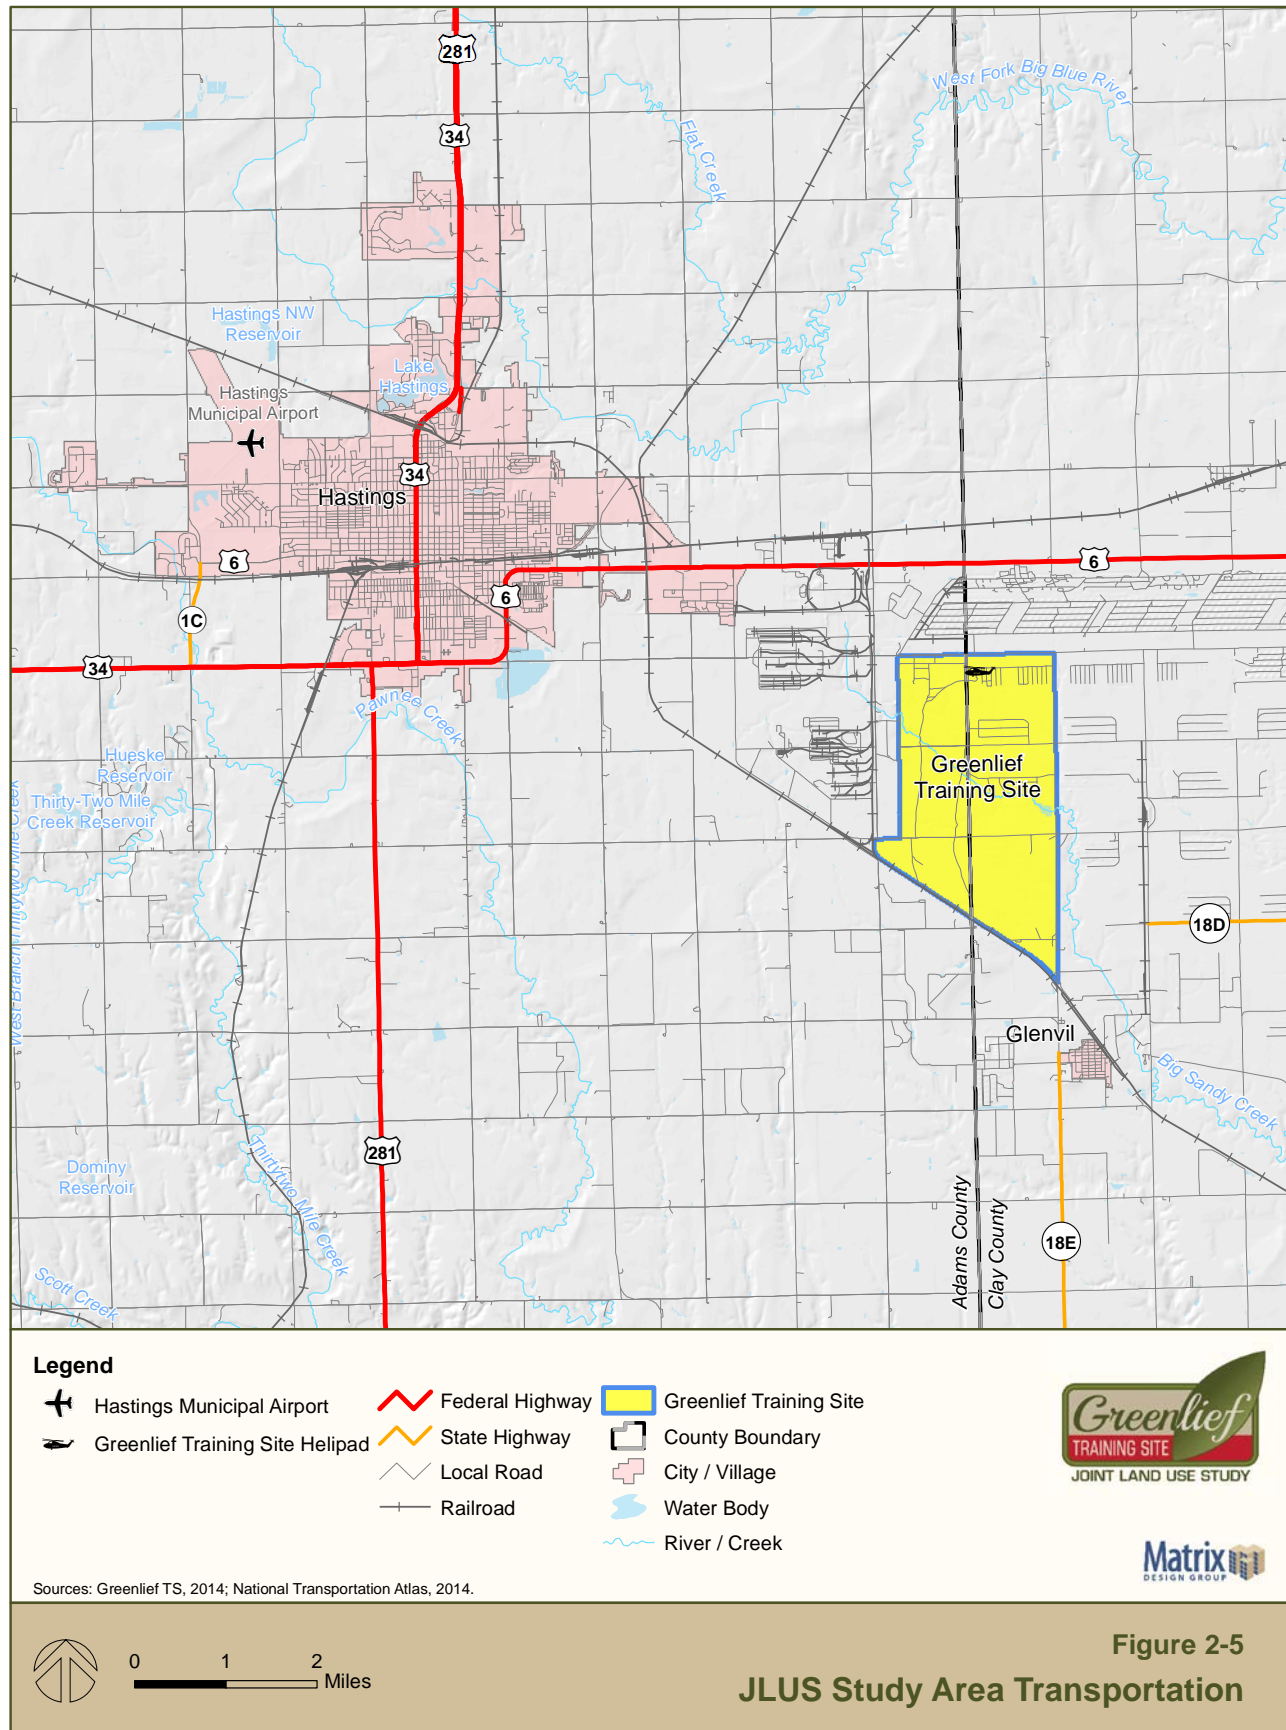 281
34
West Fork Big Blue River
Flat Creek
Hastings NW
Reservoir
Lake
Hastings
Hastings
Municipal Airport
34
Hastings
6
6
6
1C
34
Pawnee Creek
Hueske
Reservoir
Thirty-Two Mile
Creek Reservoir
West Branch Thirtytwo Mile Creek
Greenlief
Training Site
18D
Glenvil
Big Sandy Creek
281
Dominy
Reservoir
Thirtytwo Mile Creek
Scott Creek
Adams County
Clay County
18E
Legend
Hastings Municipal Airport
Greenlief Training Site Helipad
Federal Highway
State Highway
Local Road
Railroad
Greenlief Training Site
County Boundary
City / Village
Water Body
River / Creek
Greenlief
TRAINING SITE
JOINT LAND USE STUDY
Matrix
DESIGN GROUP
Sources: Greenlief TS, 2014; National Transportation Atlas, 2014.
0 1 2
Miles
Figure 2-5
JLUS Study Area Transportation